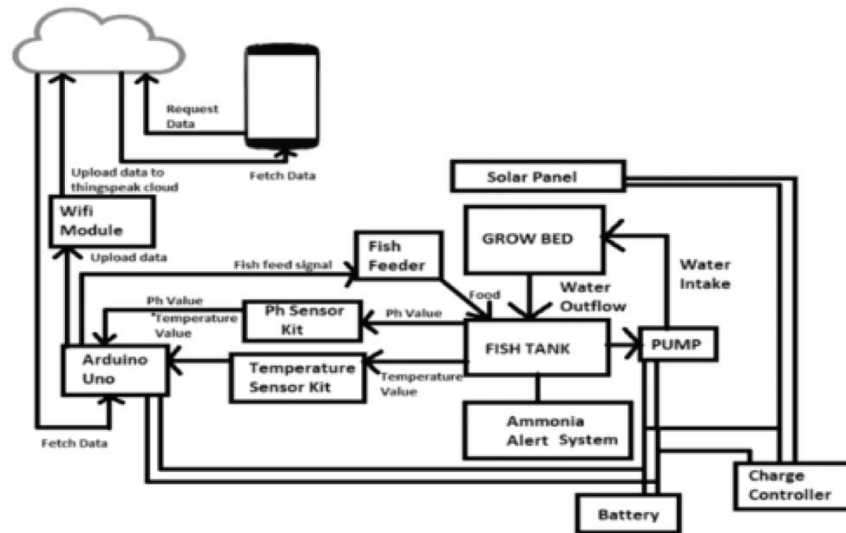 Request
Data
Fetch Data
Upload data to
thingspeak cloud
Wifi
Module
Upload data
Solar Panel
GROW BED
Fish
Feeder
Fish feed signal
Food
Water
Outflow
Water
Intake
Ph Value
"Temperature
Value
Ph Sensor
Kit
Ph Value
FISH TANK
PUMP
Arduino
Uno
Temperature
Sensor Kit
Temperature
Value
Ammonia
Alert System
Fetch Data
Charge
Controller
Battery